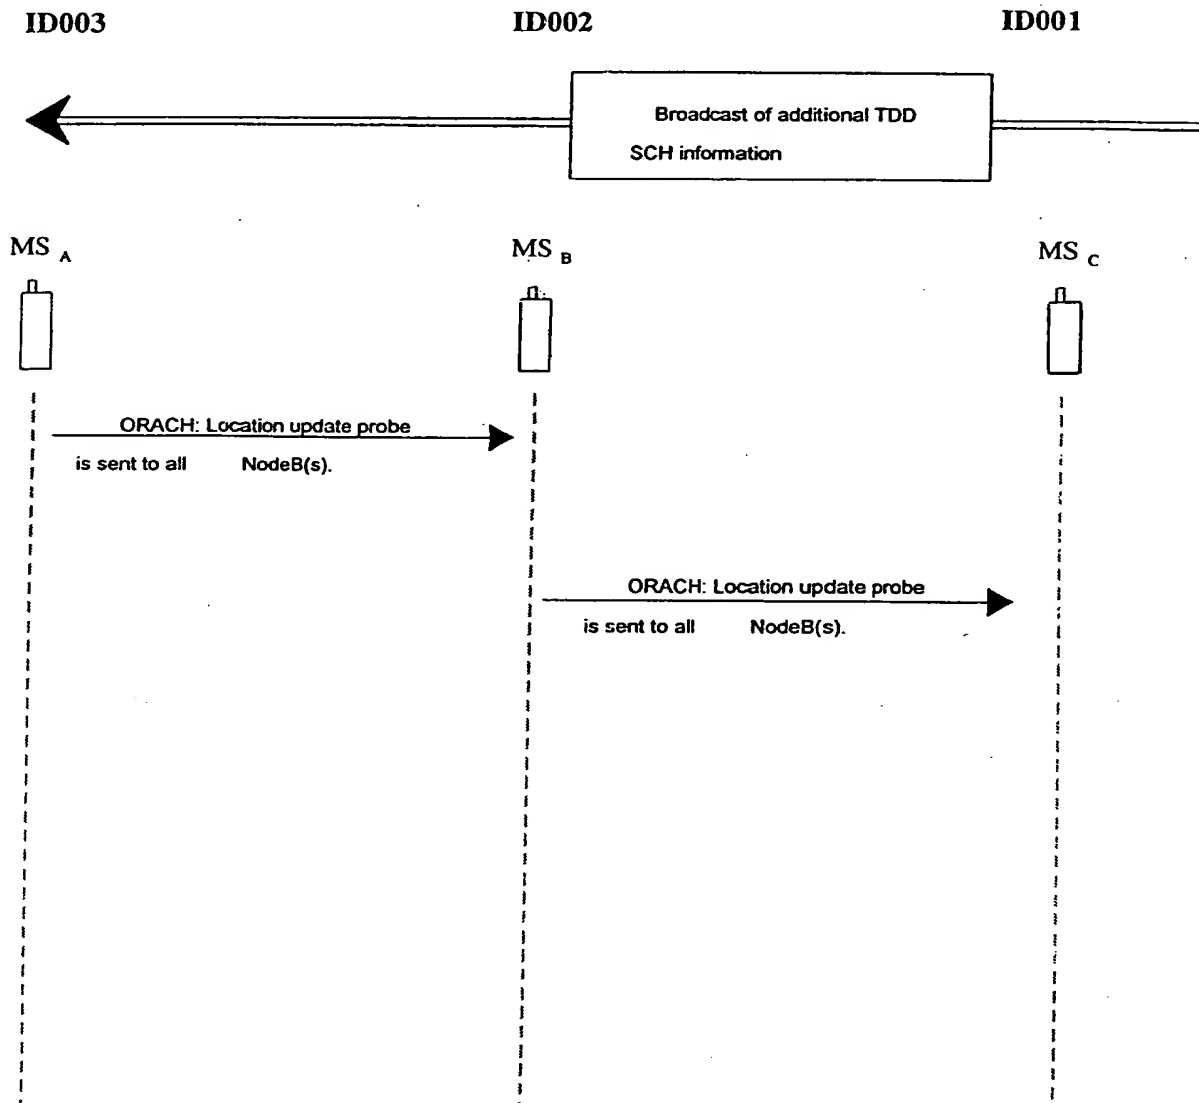 ID003 ID002 ID001
Broadcast of additional TDD
SCH information
MS A MS B MS C
ORACH: Location update probe
is sent to all NodeB(s).
ORACH: Location update probe
is sent to all NodeB(s).